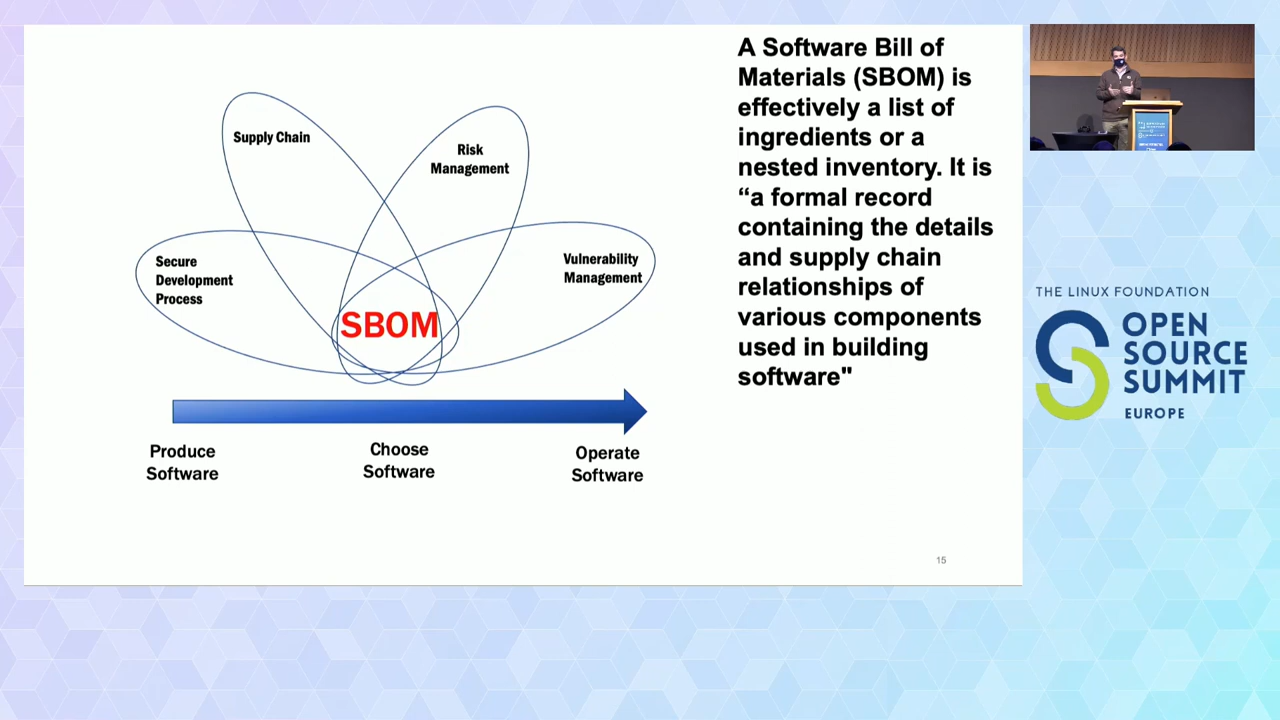 Supply Chain
Risk
Management
Secure
Development
Process
Vulnerability
Management
SBOM
Produce
Software
Choose
Software
Operate
Software
A Software Bill of
Materials (SBOM) is
effectively a list of
ingredients or a
nested inventory. It is
“a formal record
containing the details
and supply chain
relationships of
various components
used in building
software"
15
THE LINUX FOUNDATION
OPEN
SOURCE
SUMMIT
EUROPE